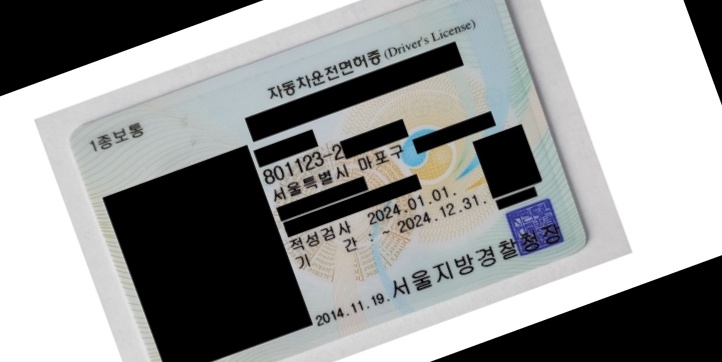 자동차운전면허증 (Driver's License)
1종보통
801123-2
서울특별시 마포구
적성검사 2024.01.01.
기 간 : ~ 2024.12.31.
2014.11.19. 서울지방경찰청장